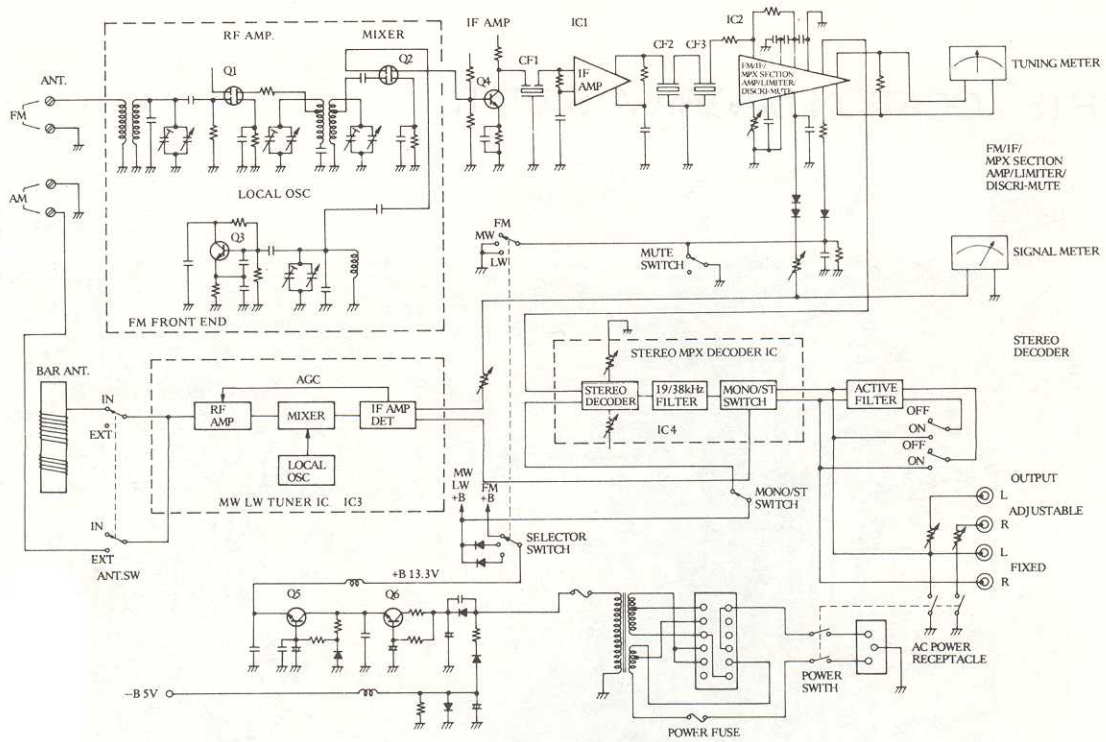 RF AMP.
MIXER
IF AMP
IC1
IC2
Q1
Q2
Q4
CF1
CF2
CF3
ANT.
FM
AM
IF
AMP
FM/IF/
MPX SECTION
AMP/LIMITER/
DISCRI-MUTE
TUNING METER
FM/IF/
MPX SECTION
AMP/LIMITER/
DISCRI-MUTE
LOCAL OSC
Q3
FM FRONT END
FM
MW
LW
MUTE
SWITCH
SIGNAL METER
STEREO
DECODER
BAR ANT.
IN
EXT
AGC
RF
AMP
MIXER
IF AMP
DET
LOCAL
OSC
MW LW TUNER IC IC3
STEREO MPX DECODER IC
STEREO
DECODER
19/38kHz
FILTER
MONO/ST
SWITCH
IC4
ACTIVE
FILTER
OFF
ON
OFF
ON
IN
EXT
ANT.SW
MW
LW
+B
FM
+B
SELECTOR
SWITCH
MONO/ST
SWITCH
OUTPUT
L
ADJUSTABLE
R
L
FIXED
R
+B 13.3V
Q5
Q6
—B 5V
POWER FUSE
POWER
SWITH
AC POWER
RECEPTACLE